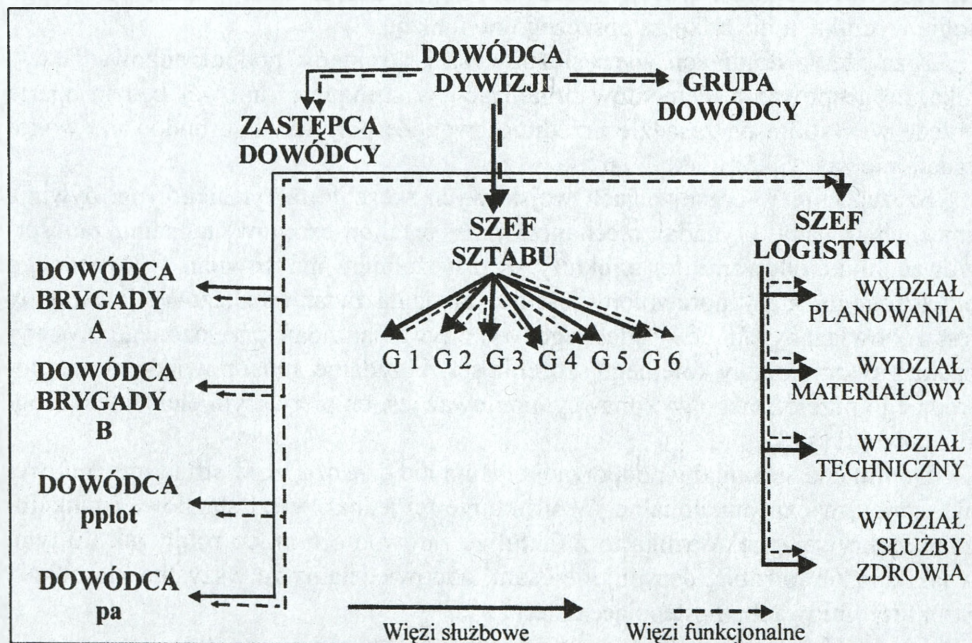 DOWÓDCA
DYWIZJI
GRUPA
DOWÓDCY
ZASTĘPCA
DOWÓDCY
SZEF
SZTABU
SZEF
LOGISTYKI
DOWÓDCA
BRYGADY
A
DOWÓDCA
BRYGADY
B
DOWÓDCA
pplot
DOWÓDCA
pa
G 1 G 2 G 3 G 4 G 5 G 6
WYDZIAŁ
PLANOWANIA
WYDZIAŁ
MATERIAŁOWY
WYDZIAŁ
TECHNICZNY
WYDZIAŁ
SŁUŻBY
ZDROWIA
Więzi służbowe
Więzi funkcjonalne